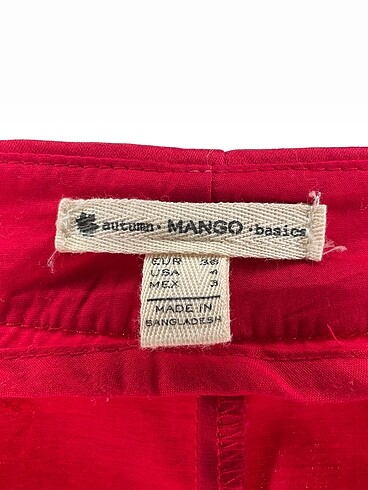 autumn · MANGO · basics
EUR 36
USA 4
MEX 3
MADE IN
BANGLADESH